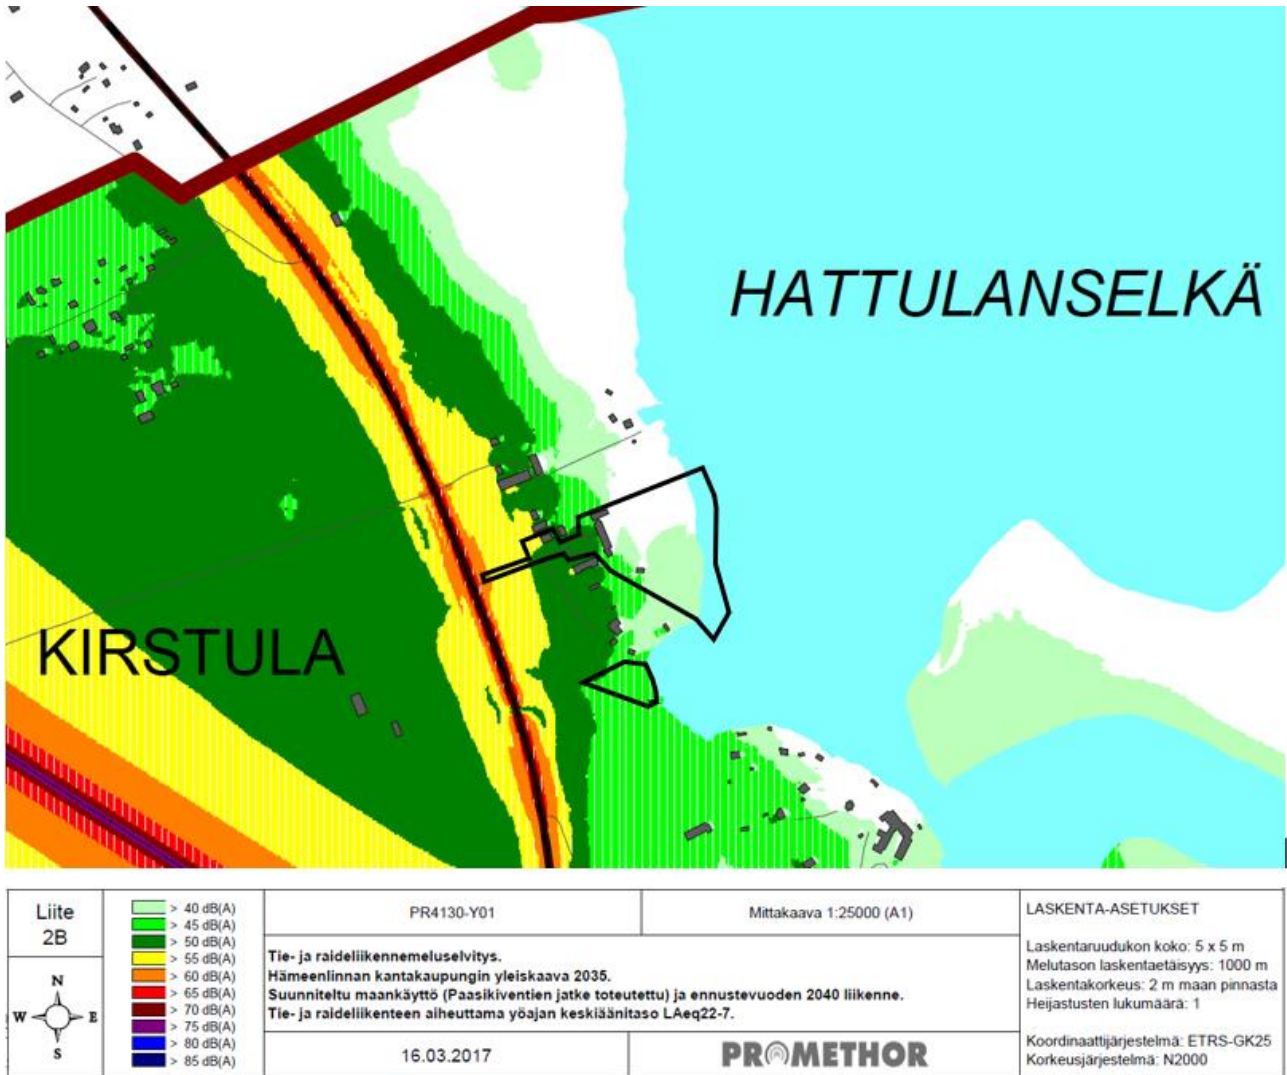 HATTULANSELKÄ
KIRSTULA
Liite
2B
N
W E
S
> 40 dB(A)
> 45 dB(A)
> 50 dB(A)
> 55 dB(A)
> 60 dB(A)
> 65 dB(A)
> 70 dB(A)
> 75 dB(A)
> 80 dB(A)
> 85 dB(A)
PR4130-Y01
Mittakaava 1:25000 (A1)
Tie- ja raideliikennemeluselvitys.
Hämeenlinnan kantakaupungin yleiskaava 2035.
Suunniteltu maankäyttö (Paasikiventien jatke toteutettu) ja ennustevuoden 2040 liikenne.
Tie- ja raideliikenteen aiheuttama yöajan keskiäänitaso LAeq22-7.
16.03.2017
PROMETHOR
LASKENTA-ASETUKSET
Laskentaruudukon koko: 5 x 5 m
Melutason laskentaetäisyys: 1000 m
Laskentakorkeus: 2 m maan pinnasta
Heijastusten lukumäärä: 1
Koordinaattijärjestelmä: ETRS-GK25
Korkeusjärjestelmä: N2000